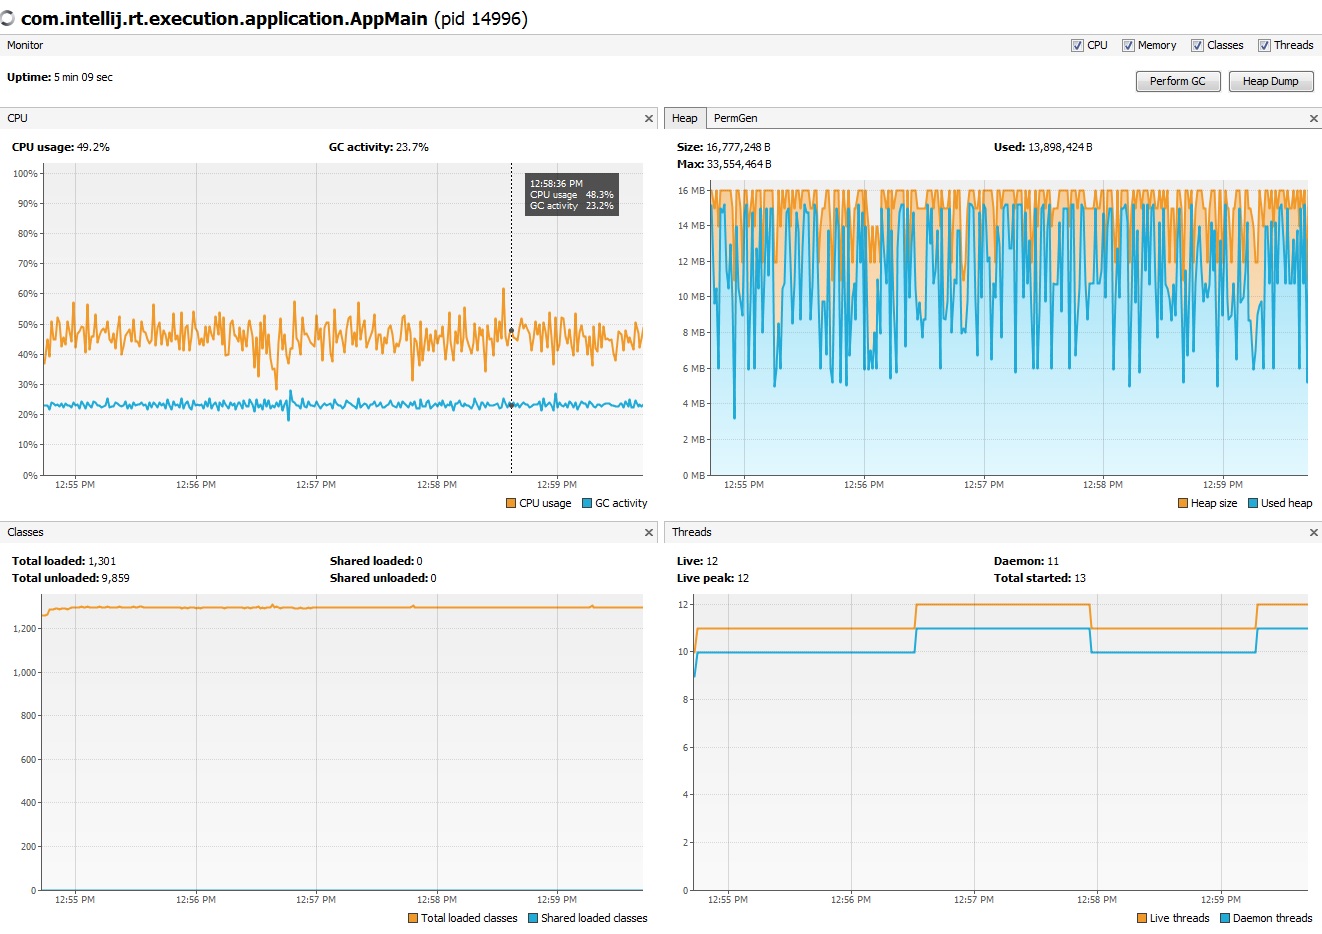 com.intellij.rt.execution.application.AppMain (pid 14996)
Monitor
CPU Memory Classes Threads
Uptime: 5 min 09 sec
Perform GC Heap Dump
CPU
CPU usage: 49.2% GC activity: 23.7%
100%
90%
80%
70%
60%
50%
40%
30%
20%
10%
0%
12:58:36 PM
CPU usage 48.3%
GC activity 23.2%
12:55 PM 12:56 PM 12:57 PM 12:58 PM 12:59 PM
CPU usage GC activity
Heap PermGen
Size: 16,777,248 B Used: 13,898,424 B
Max: 33,554,464 B
16 MB
14 MB
12 MB
10 MB
8 MB
6 MB
4 MB
2 MB
0 MB
12:55 PM 12:56 PM 12:57 PM 12:58 PM 12:59 PM
Heap size Used heap
Classes
Total loaded: 1,301 Shared loaded: 0
Total unloaded: 9,859 Shared unloaded: 0
1,200
1,000
800
600
400
200
0
12:55 PM 12:56 PM 12:57 PM 12:58 PM 12:59 PM
Total loaded classes Shared loaded classes
Threads
Live: 12 Daemon: 11
Live peak: 12 Total started: 13
12
10
8
6
4
2
0
12:55 PM 12:56 PM 12:57 PM 12:58 PM 12:59 PM
Live threads Daemon threads